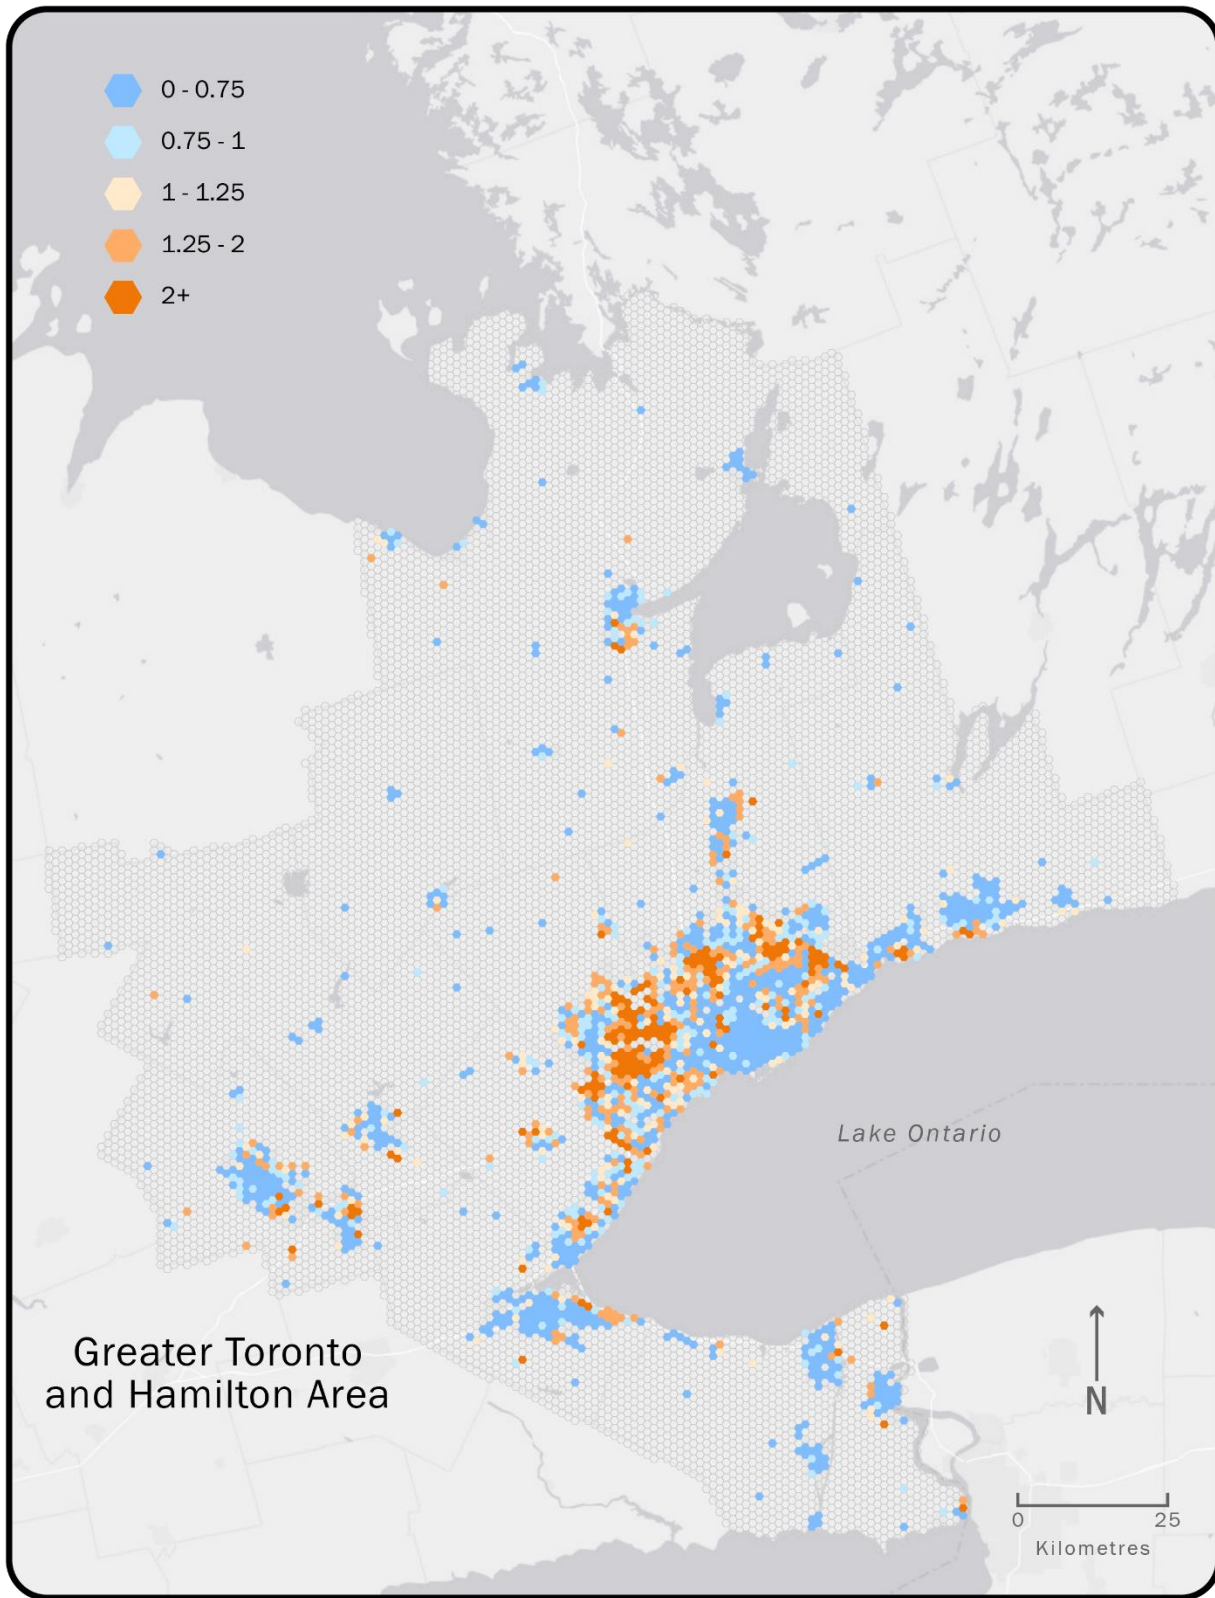 0 - 0.75
0.75 - 1
1 - 1.25
1.25 - 2
2+
Lake Ontario
Greater Toronto
and Hamilton Area
N
0 25
Kilometres